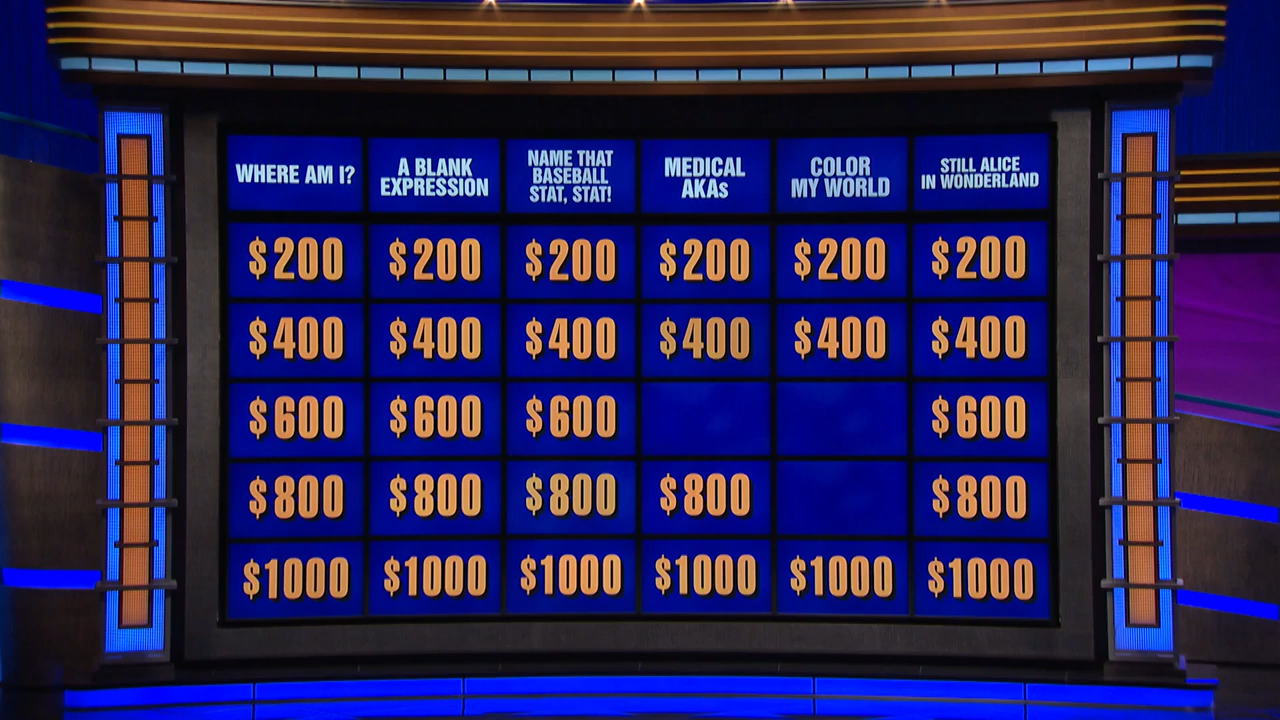 WHERE AM I?
A BLANK
EXPRESSION
NAME THAT
BASEBALL
STAT, STAT!
MEDICAL
AKAs
COLOR
MY WORLD
STILL ALICE
IN WONDERLAND
$200 $200 $200 $200 $200 $200
$400 $400 $400 $400 $400 $400
$600 $600 $600 $600
$800 $800 $800 $800 $800
$1000 $1000 $1000 $1000 $1000 $1000